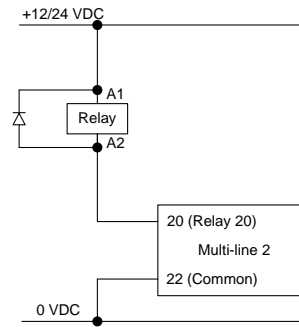 +12/24 VDC
A1
Relay
A2
20 (Relay 20)
Multi-line 2
22 (Common)
0 VDC